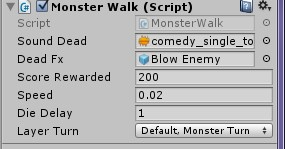 Monster Walk (Script)
Script MonsterWalk
Sound Dead comedy_single_to
Dead Fx Blow Enemy
Score Rewarded 200
Speed 0.02
Die Delay 1
Layer Turn Default, Monster Turn